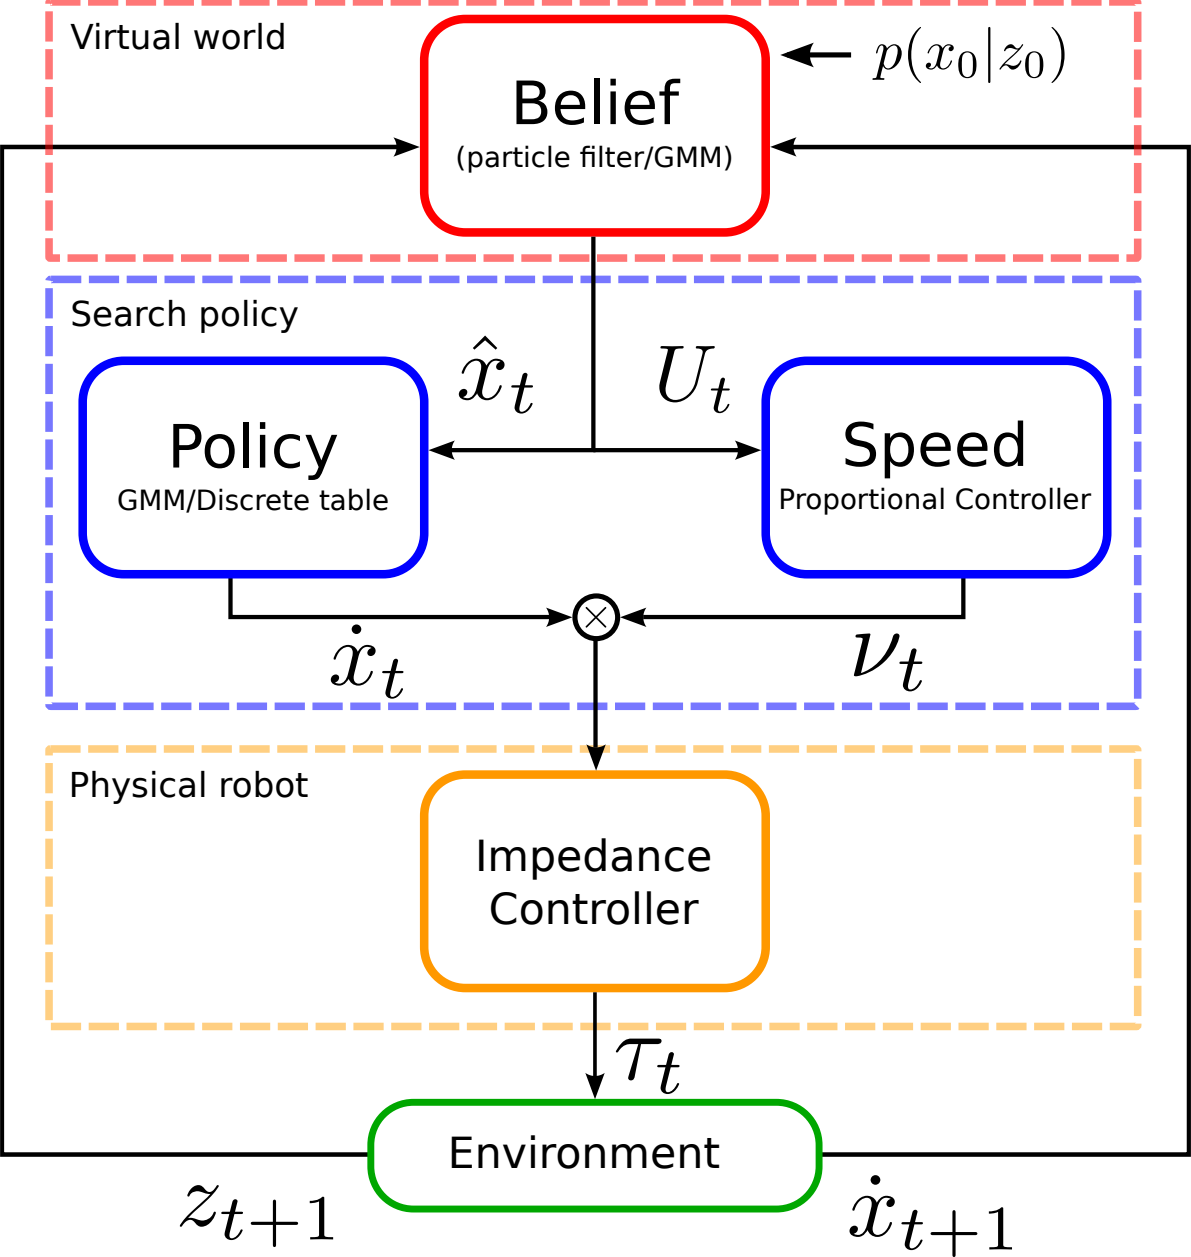 Virtual world
p(x₀|z₀)
Belief
(particle filter/GMM)
Search policy
x̂ₜ
Uₜ
Policy
GMM/Discrete table
Speed
Proportional Controller
×
ẋₜ
νₜ
Physical robot
Impedance
Controller
τₜ
Environment
zₜ₊₁
ẋₜ₊₁